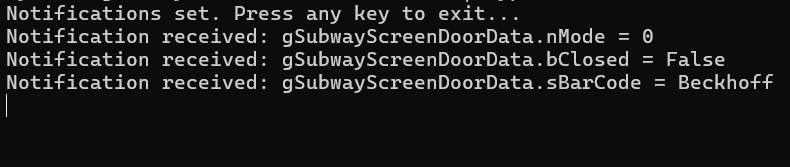 Notifications set. Press any key to exit...
Notification received: gSubwayScreenDoorData.nMode = 0
Notification received: gSubwayScreenDoorData.bClosed = False
Notification received: gSubwayScreenDoorData.sBarCode = Beckhoff